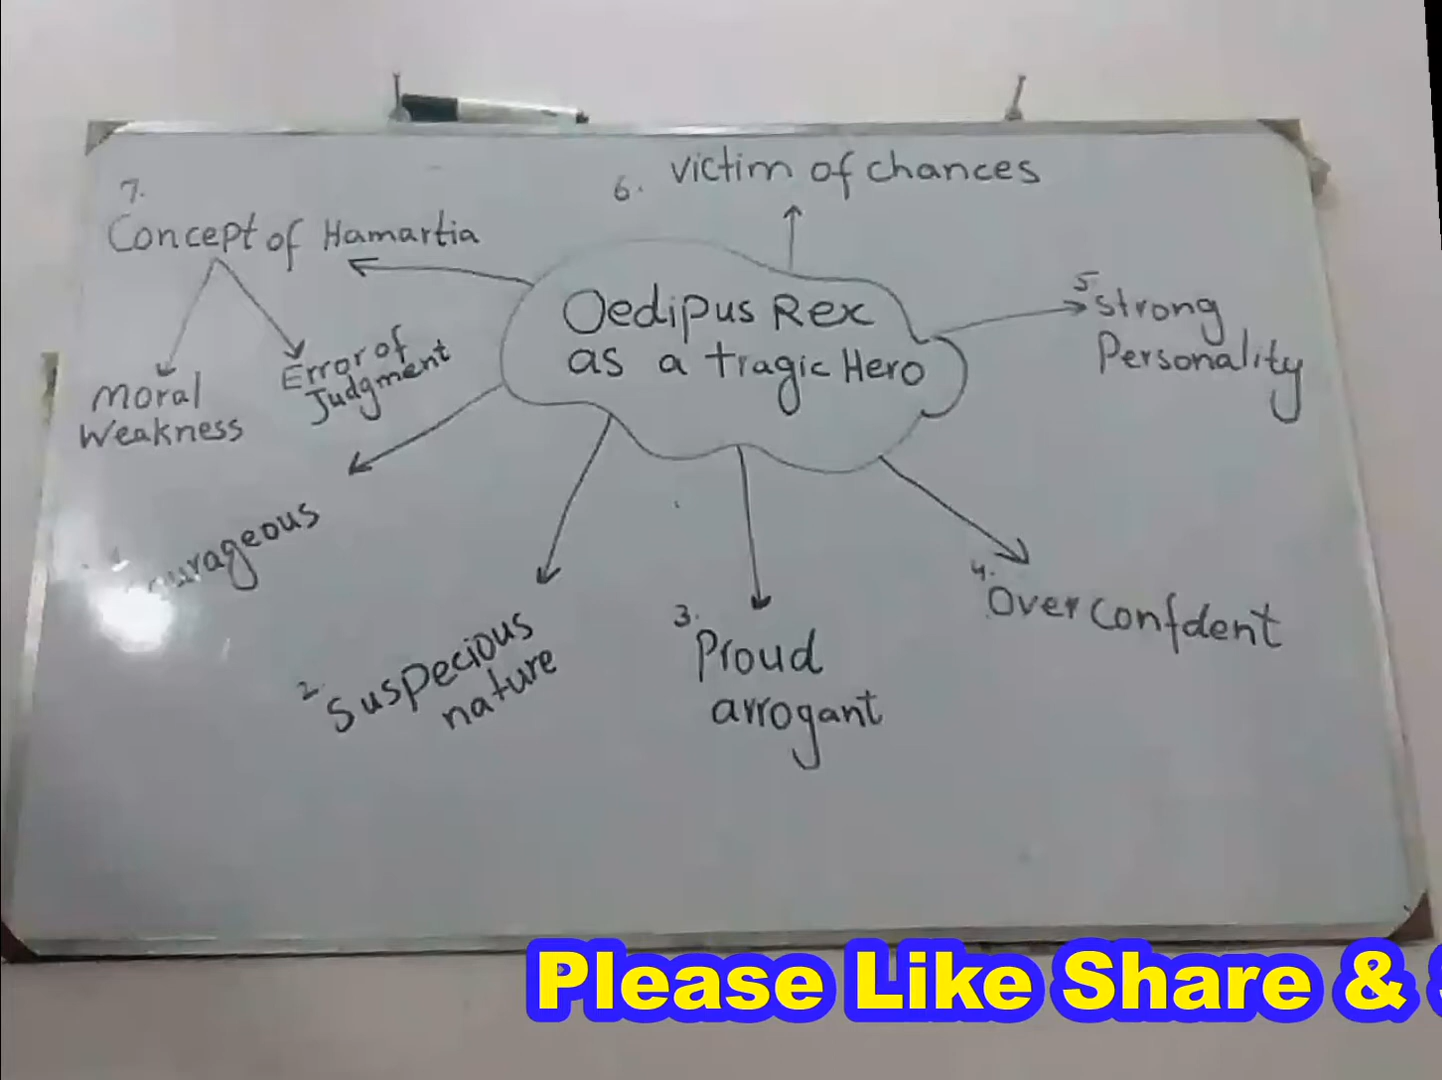 7.
Concept of Hamartia
Moral
Weakness
Error of
Judgment
6. victim of chances
Oedipus Rex
as a tragic Hero
5. Strong
Personality
2. Suspecious
nature
3. Proud
arrogant
4. Over confdent
Please Like Share &